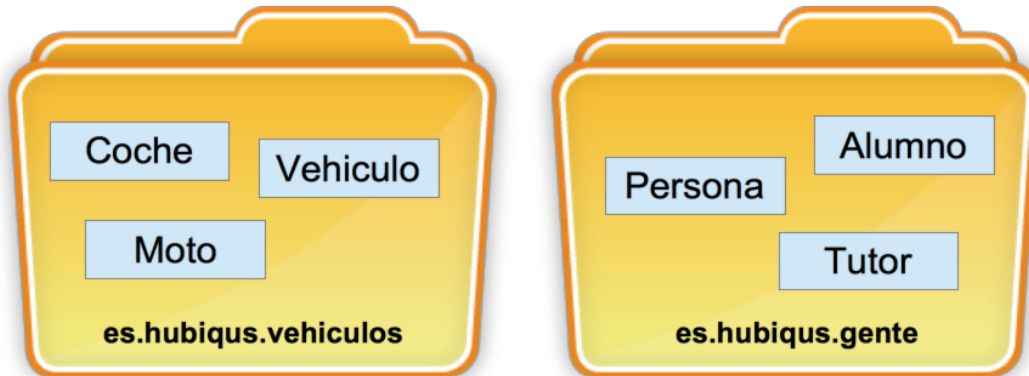 Coche
Vehiculo
Moto
es.hubiqus.vehiculos
Alumno
Persona
Tutor
es.hubiqus.gente